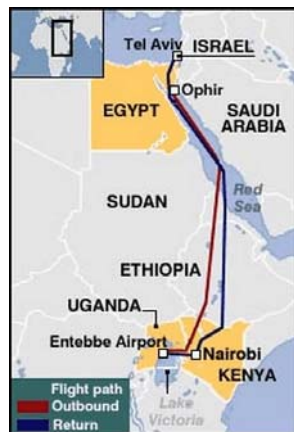 Tel Aviv
ISRAEL
Ophir
EGYPT
SAUDI
ARABIA
Red
Sea
SUDAN
ETHIOPIA
UGANDA
Entebbe Airport
Nairobi
KENYA
Lake
Victoria
Flight path
Outbound
Return